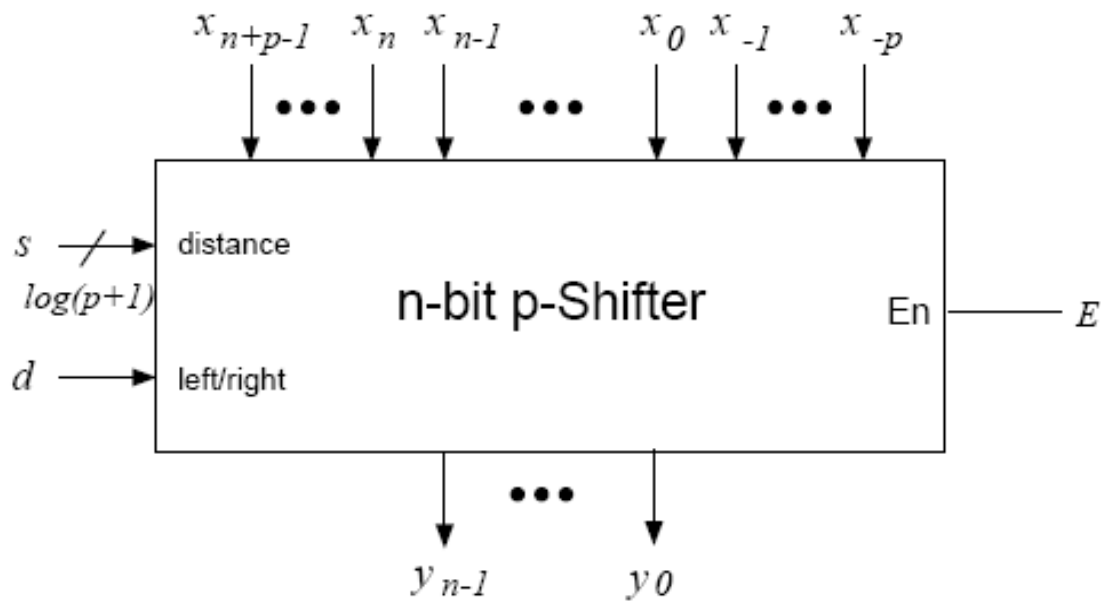 x n+p-1 x n x n-1 x 0 x -1 x -p
s distance
log(p+1) n-bit p-Shifter En E
d left/right
y n-1 y 0